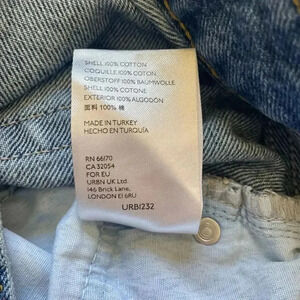 SHELL 100% COTTON
COQUILLE 100% COTON
OBERSTOFF 100% BAUMWOLLE
SHELL 100% COTONE
EXTERIOR 100% ALGODÓN
面料 100% 棉
MADE IN TURKEY
HECHO EN TURQUÍA
RN 66170
CA 32054
FOR EU
URBN UK Ltd.
146 Brick Lane,
LONDON E1 6RU
URB1232